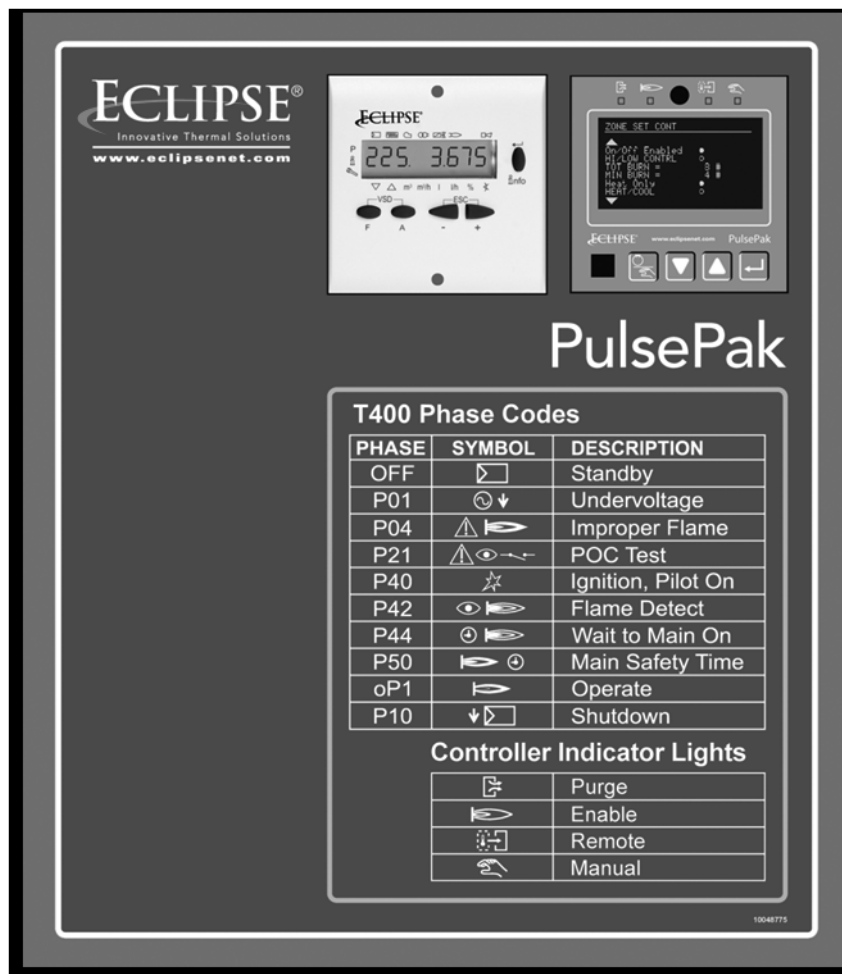 ECLIPSE®
Innovative Thermal Solutions
www.eclipsenet.com
ECLIPSE
P
225. 3.675
m³ m³/h l l/h %
VSD ESC
F A - +
info
ZONE SET CONT
On/Off Enabled
HI/LOW CONTRL
TOT BURN = 8 #
MIN BURN = 4 #
Heat Only
HEAT/COOL
ECLIPSE www.eclipsenet.com PulsePak
PulsePak
T400 Phase Codes
PHASE SYMBOL DESCRIPTION
OFF Standby
P01 Undervoltage
P04 Improper Flame
P21 POC Test
P40 Ignition, Pilot On
P42 Flame Detect
P44 Wait to Main On
P50 Main Safety Time
oP1 Operate
P10 Shutdown
Controller Indicator Lights
Purge
Enable
Remote
Manual
10048775